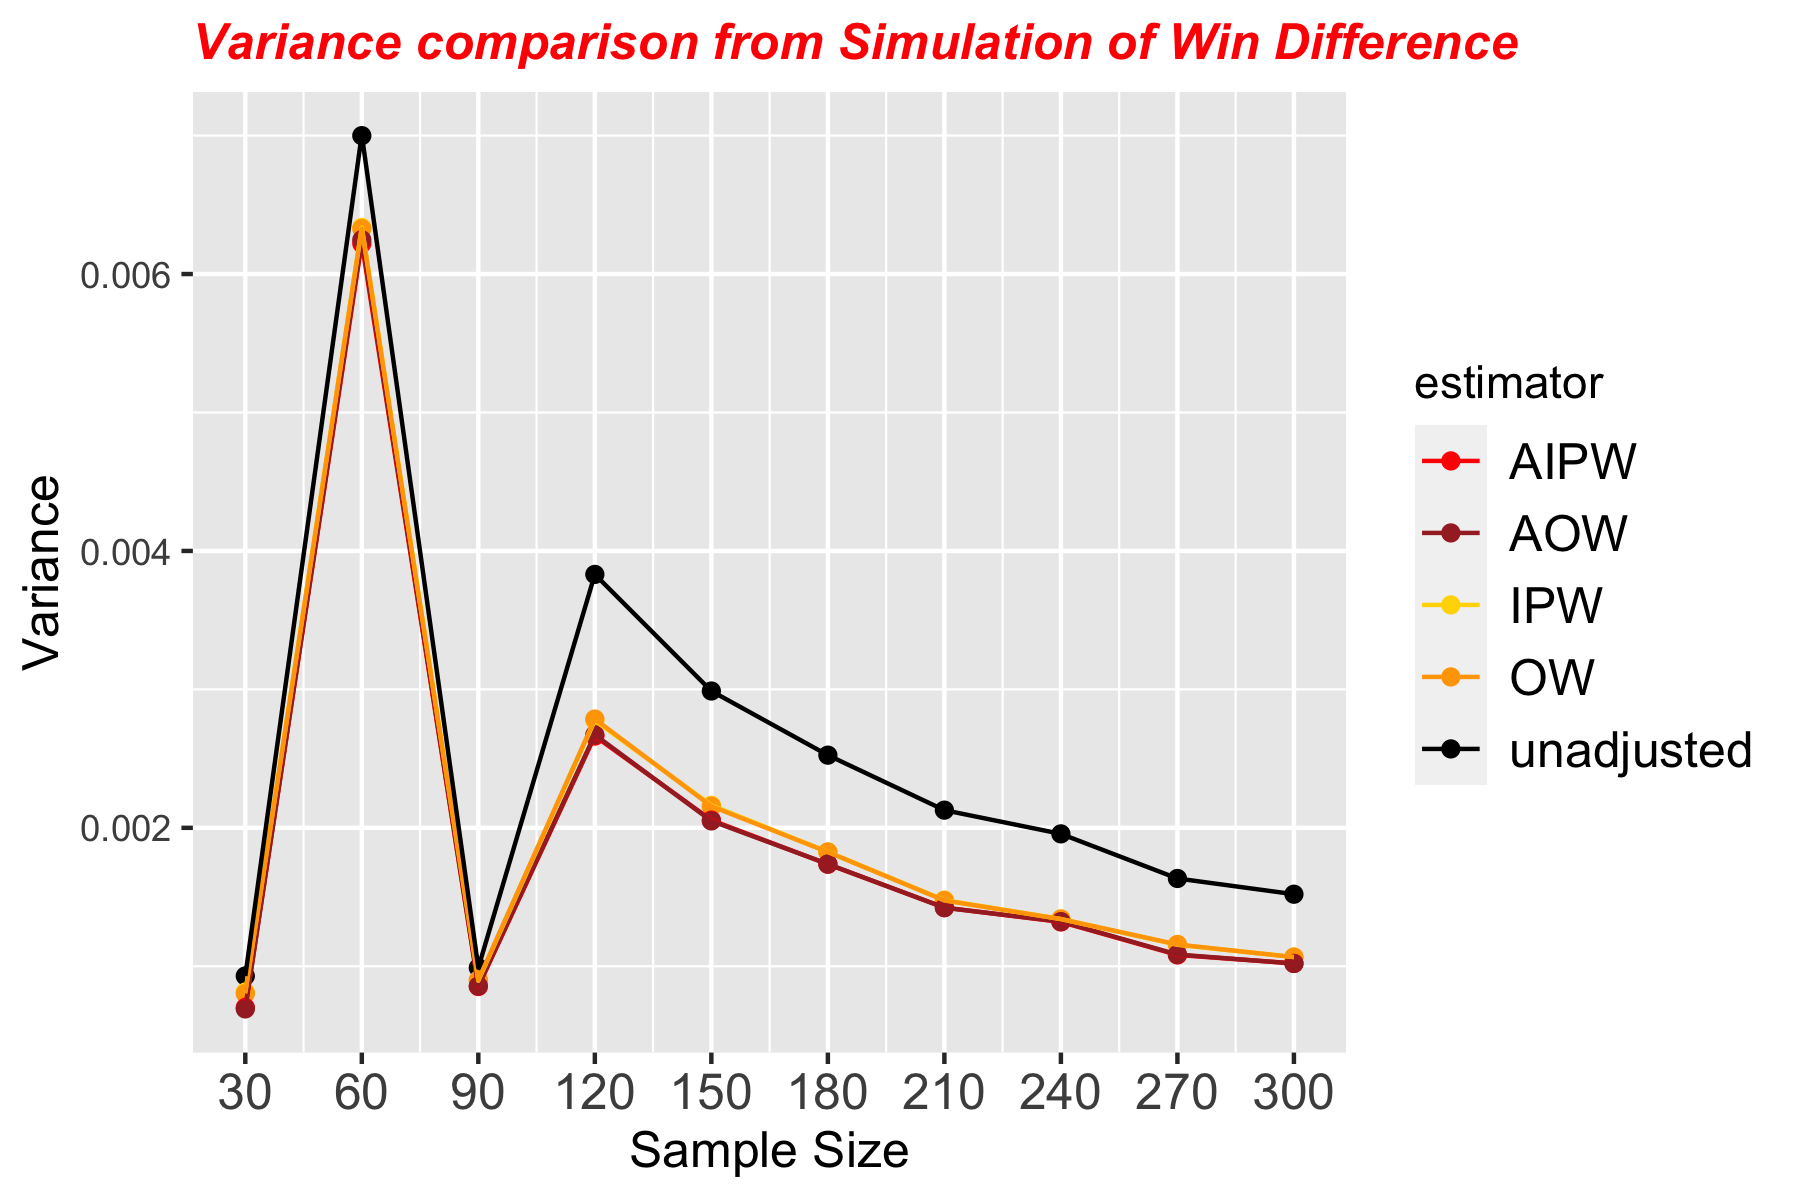 Variance comparison from Simulation of Win Difference
Variance
0.006
0.004
0.002
30 60 90 120 150 180 210 240 270 300
Sample Size
estimator
AIPW
AOW
IPW
OW
unadjusted